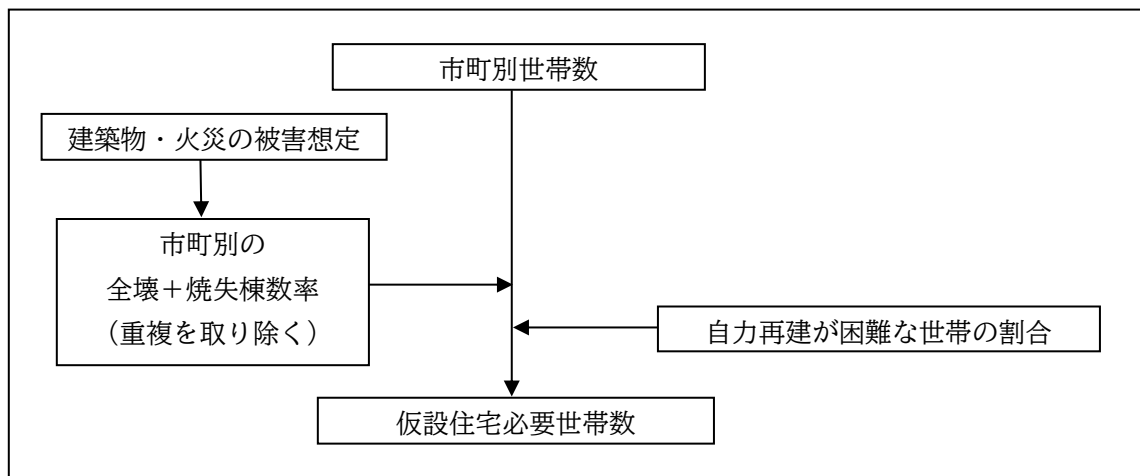 市町別世帯数
建築物・火災の被害想定
市町別の
全壊＋焼失棟数率
（重複を取り除く）
自力再建が困難な世帯の割合
仮設住宅必要世帯数